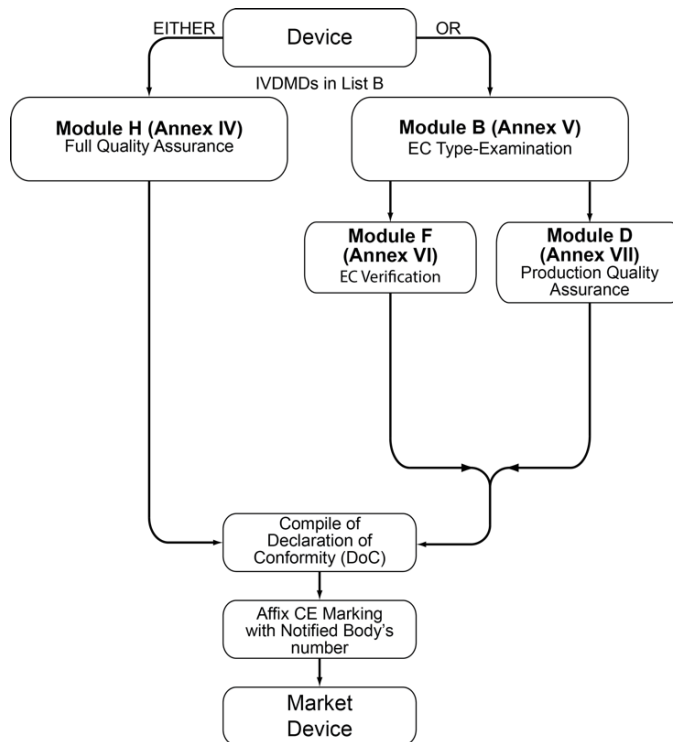 EITHER
Device
OR
IVDMDs in List B
Module H (Annex IV)
Full Quality Assurance
Module B (Annex V)
EC Type-Examination
Module F
(Annex VI)
EC Verification
Module D
(Annex VII)
Production Quality
Assurance
Compile of
Declaration of
Conformity (DoC)
Affix CE Marking
with Notified Body's
number
Market
Device